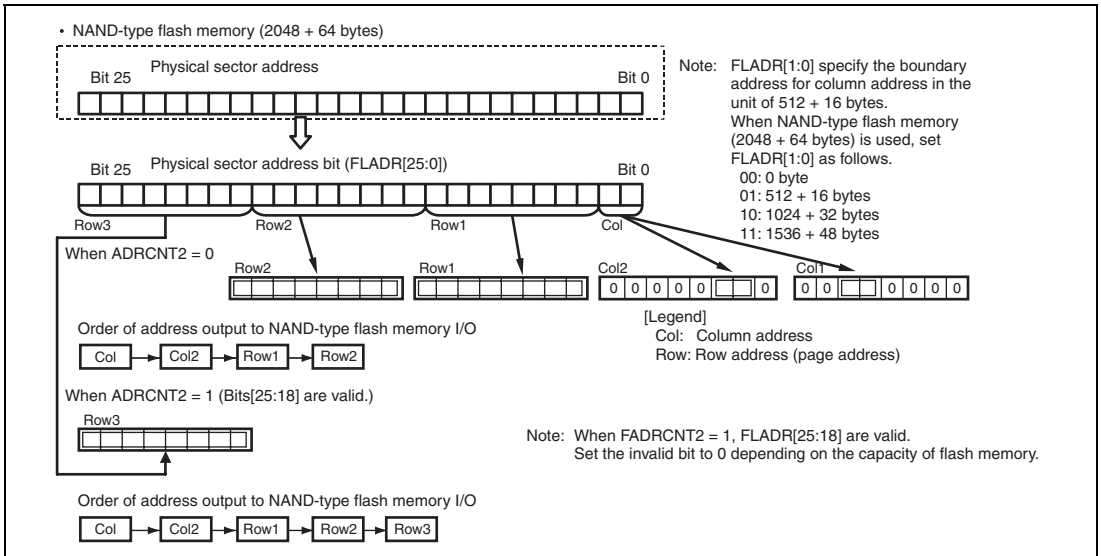 • NAND-type flash memory (2048 + 64 bytes)
Physical sector address
Bit 25
Bit 0
Note: FLADR[1:0] specify the boundary
address for column address in the
unit of 512 + 16 bytes.
When NAND-type flash memory
(2048 + 64 bytes) is used, set
FLADR[1:0] as follows.
00: 0 byte
01: 512 + 16 bytes
10: 1024 + 32 bytes
11: 1536 + 48 bytes
Physical sector address bit (FLADR[25:0])
Bit 25
Bit 0
Row3
Row2
Row1
Col
When ADRCNT2 = 0
Row2
Row1
Col2
0 0 0 0 0 0
Col1
0 0 0 0 0 0
[Legend]
Col: Column address
Row: Row address (page address)
Order of address output to NAND-type flash memory I/O
Col Col2 Row1 Row2
When ADRCNT2 = 1 (Bits[25:18] are valid.)
Row3
Note: When FADRCNT2 = 1, FLADR[25:18] are valid.
Set the invalid bit to 0 depending on the capacity of flash memory.
Order of address output to NAND-type flash memory I/O
Col Col2 Row1 Row2 Row3